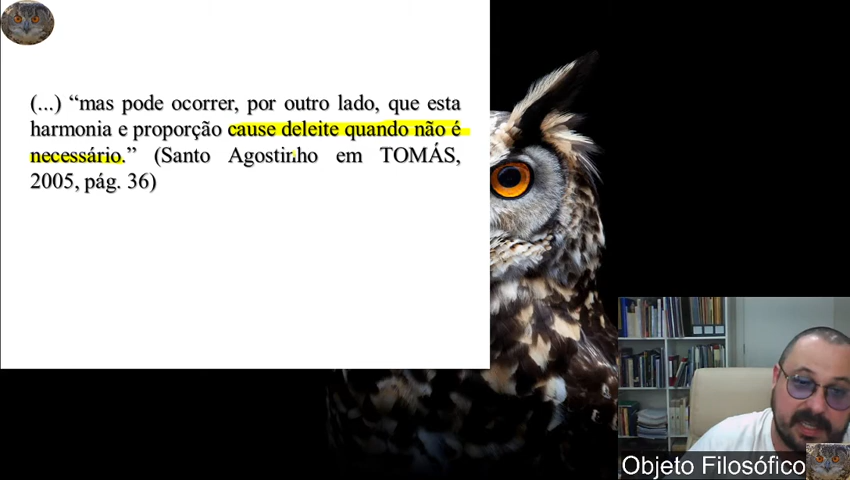 (...) “mas pode ocorrer, por outro lado, que esta
harmonia e proporção cause deleite quando não é
necessário.” (Santo Agostinho em TOMÁS,
2005, pág. 36)
Objeto Filosófico